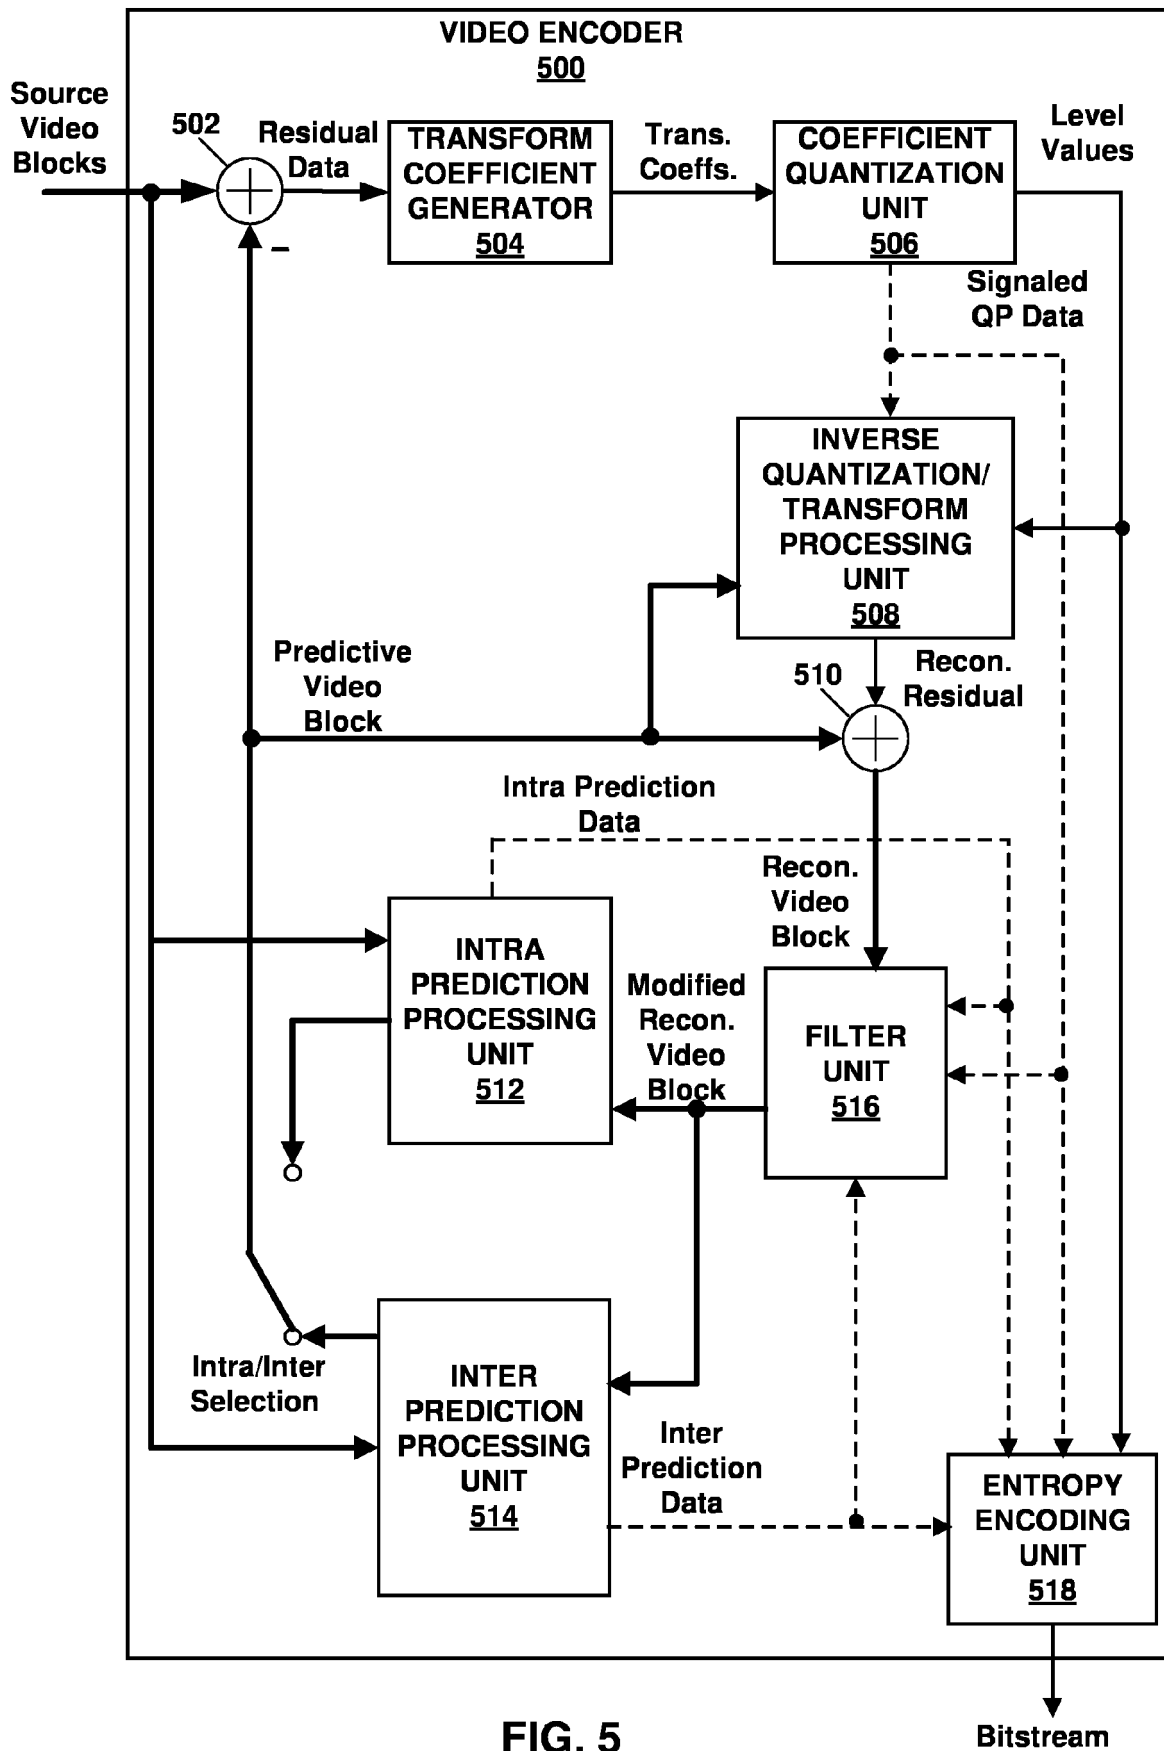 VIDEO ENCODER
500
Source
Video
Blocks
502
Residual
Data
TRANSFORM
COEFFICIENT
GENERATOR
504
Trans.
Coeffs.
COEFFICIENT
QUANTIZATION
UNIT
506
Level
Values
–
Signaled
QP Data
INVERSE
QUANTIZATION/
TRANSFORM
PROCESSING
UNIT
508
Predictive
Video
Block
510
Recon.
Residual
Intra Prediction
Data
Recon.
Video
Block
INTRA
PREDICTION
PROCESSING
UNIT
512
Modified
Recon.
Video
Block
FILTER
UNIT
516
Intra/Inter
Selection
INTER
PREDICTION
PROCESSING
UNIT
514
Inter
Prediction
Data
ENTROPY
ENCODING
UNIT
518
FIG. 5
Bitstream